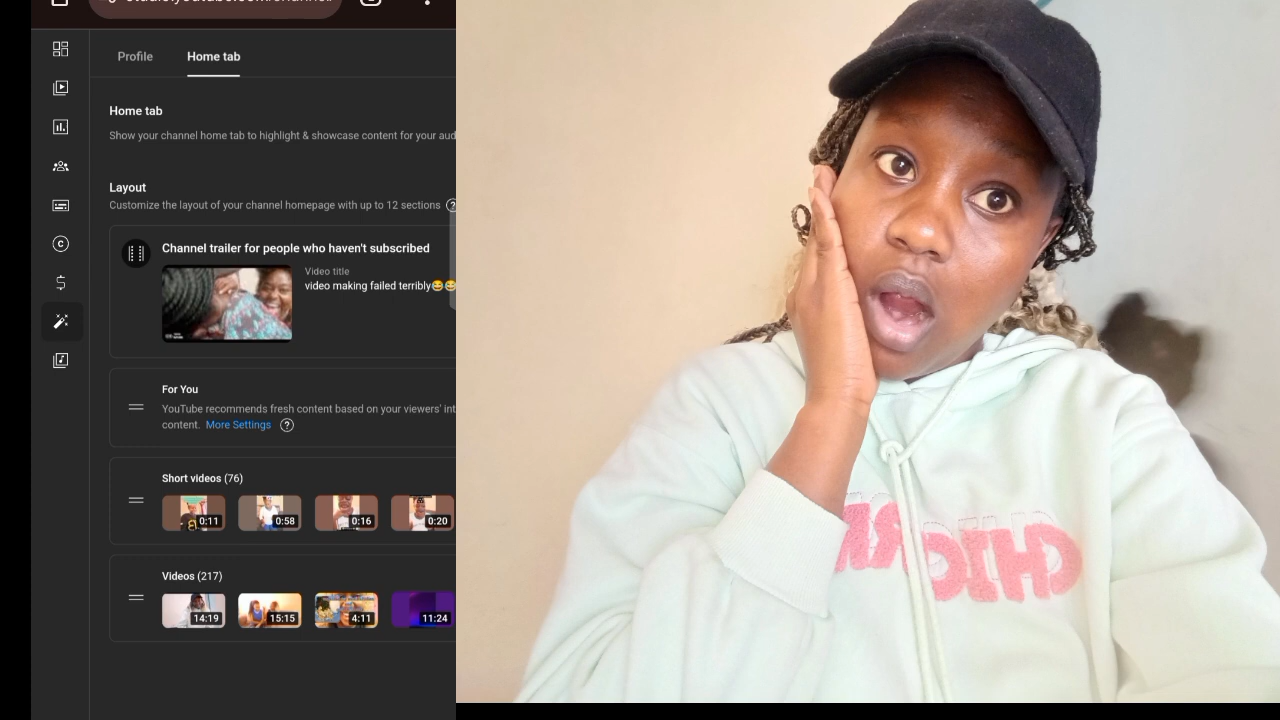 Profile
Home tab
Home tab
Show your channel home tab to highlight & showcase content for your aud
Layout
Customize the layout of your channel homepage with up to 12 sections
Channel trailer for people who haven't subscribed
Video title
video making failed terribly😂😂
For You
YouTube recommends fresh content based on your viewers' int
content. More Settings
Short videos (76)
0:11 0:58 0:16 0:20
Videos (217)
14:19 15:15 4:11 11:24